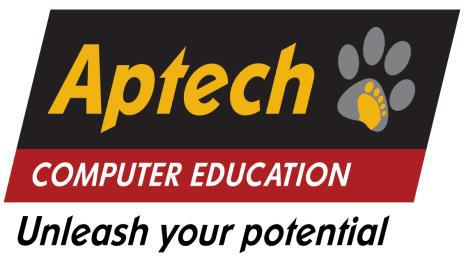 Aptech
COMPUTER EDUCATION
Unleash your potential